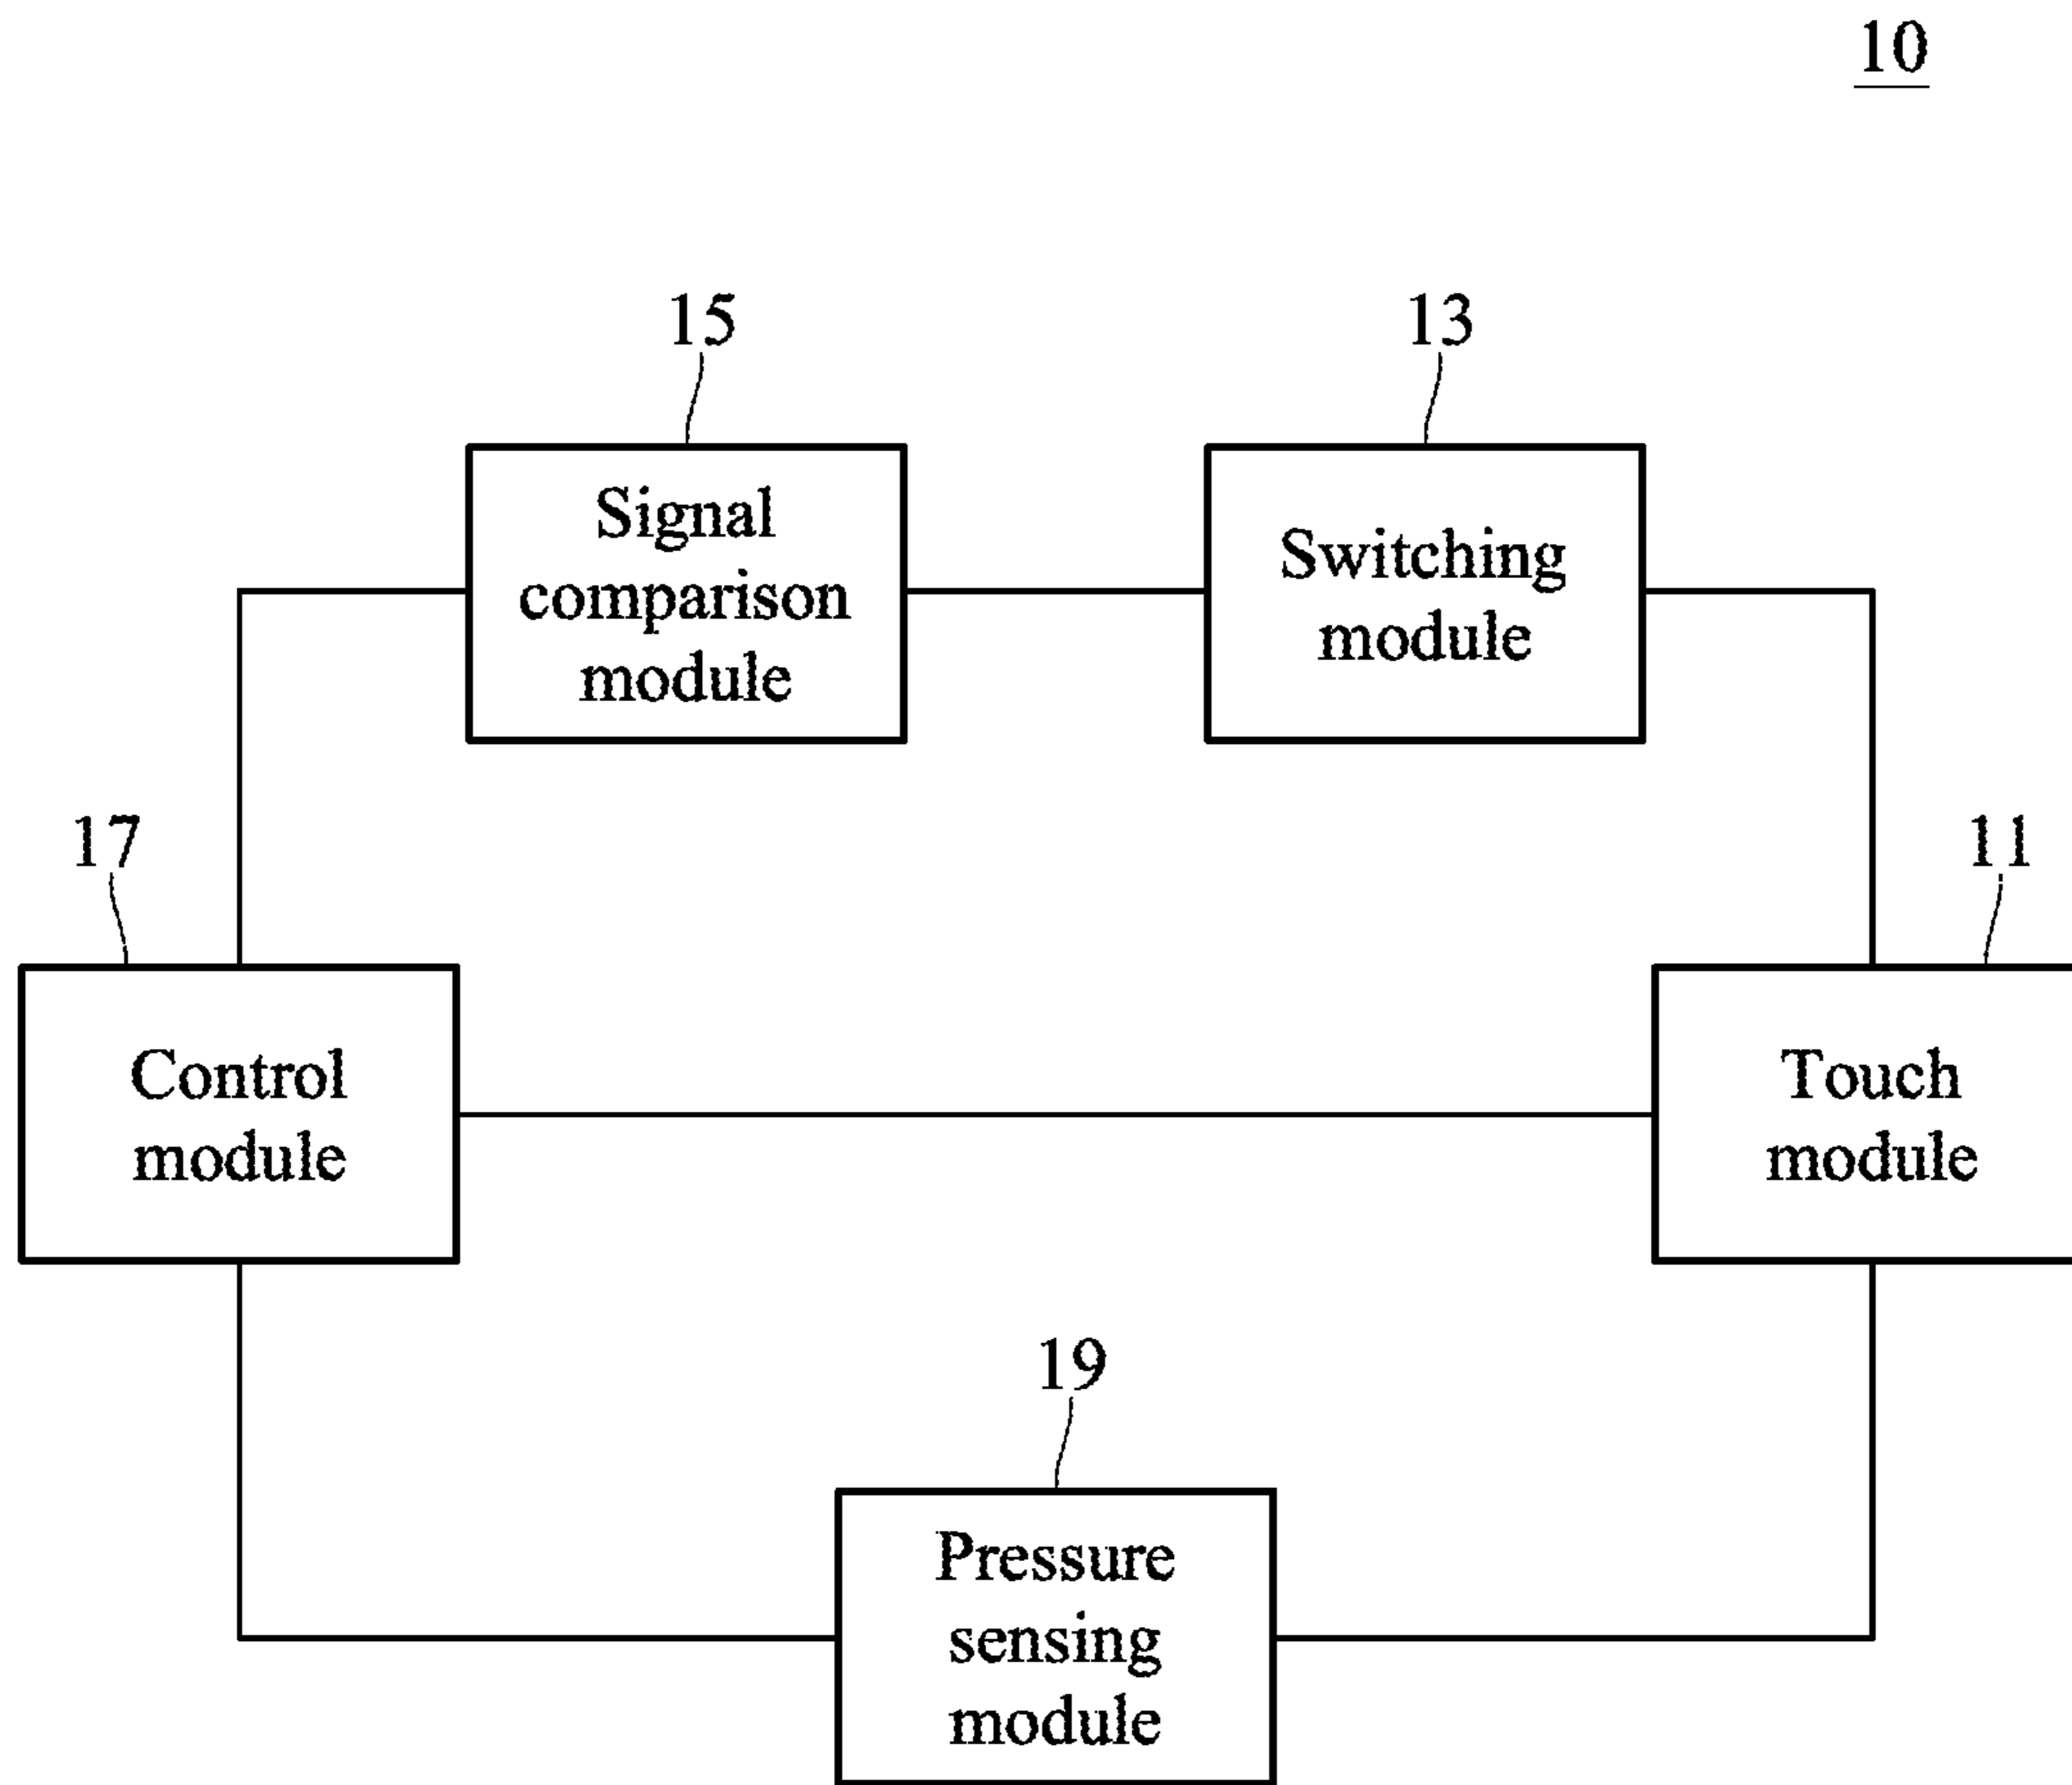 10
15
13
Signal
comparison
module
Switching
module
17
11
Control
module
Touch
module
19
Pressure
sensing
module